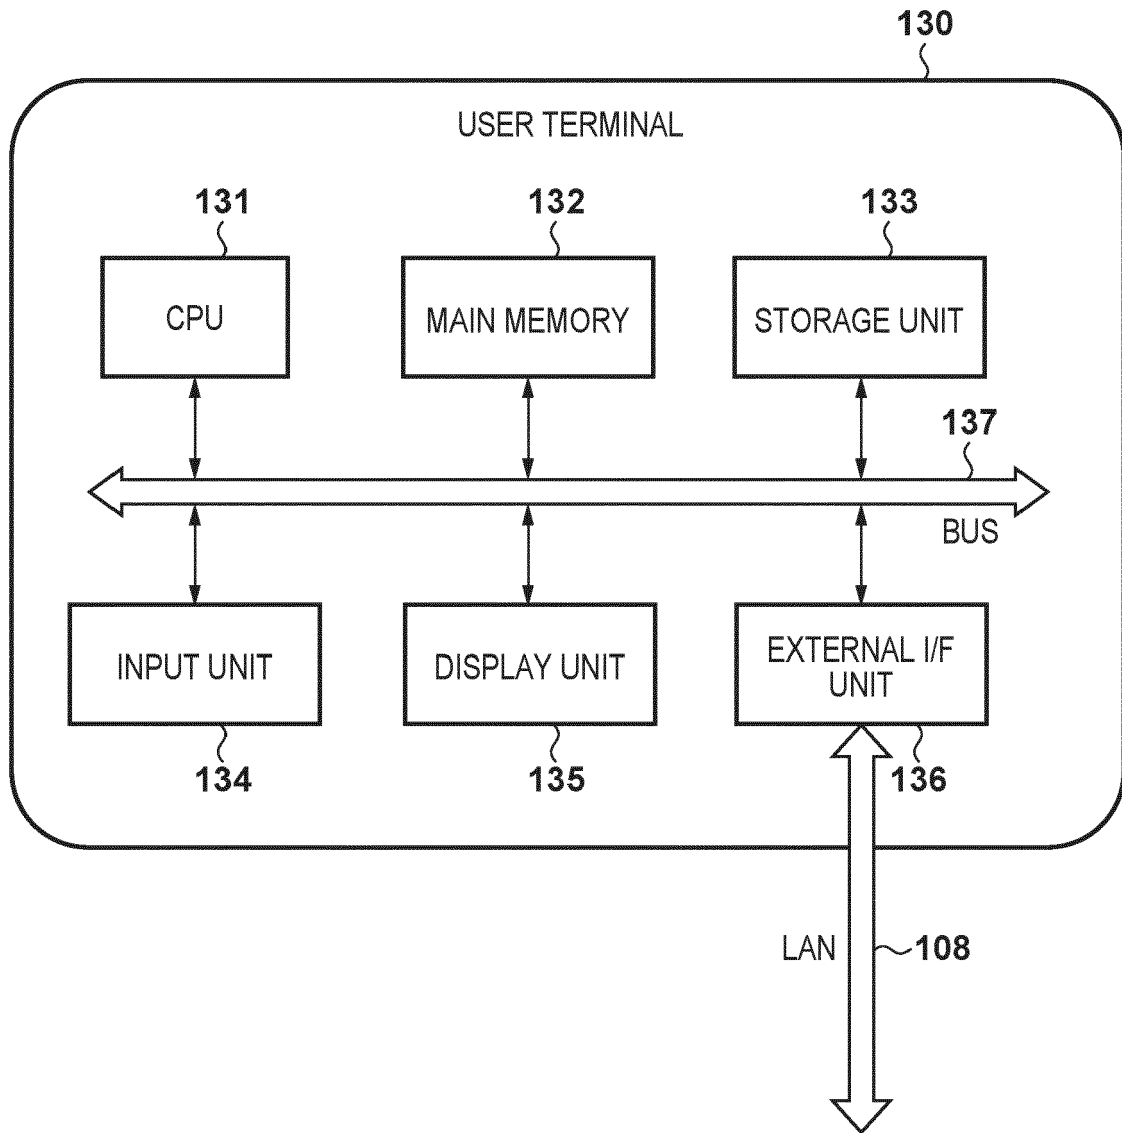 130
USER TERMINAL
131
132
133
CPU
MAIN MEMORY
STORAGE UNIT
137
BUS
INPUT UNIT
DISPLAY UNIT
EXTERNAL I/F
UNIT
134
135
136
LAN
108